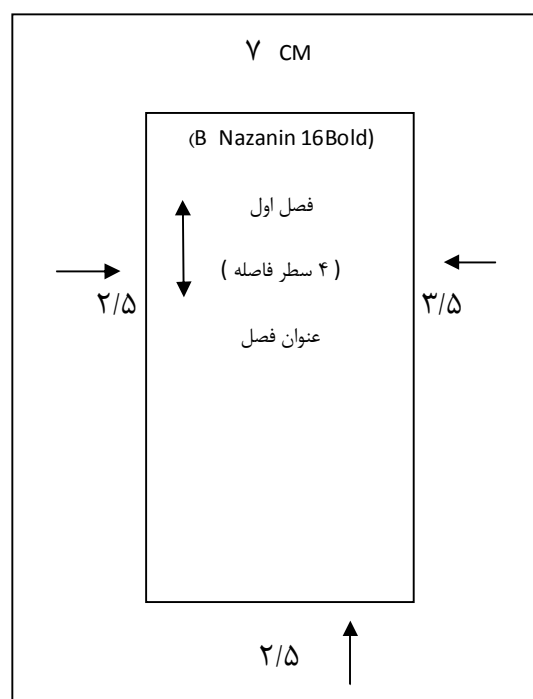 ۷ CM
(B Nazanin 16Bold)
فصل اول
( ۴ سطر فاصله )
۳/۵
۲/۵
عنوان فصل
۲/۵